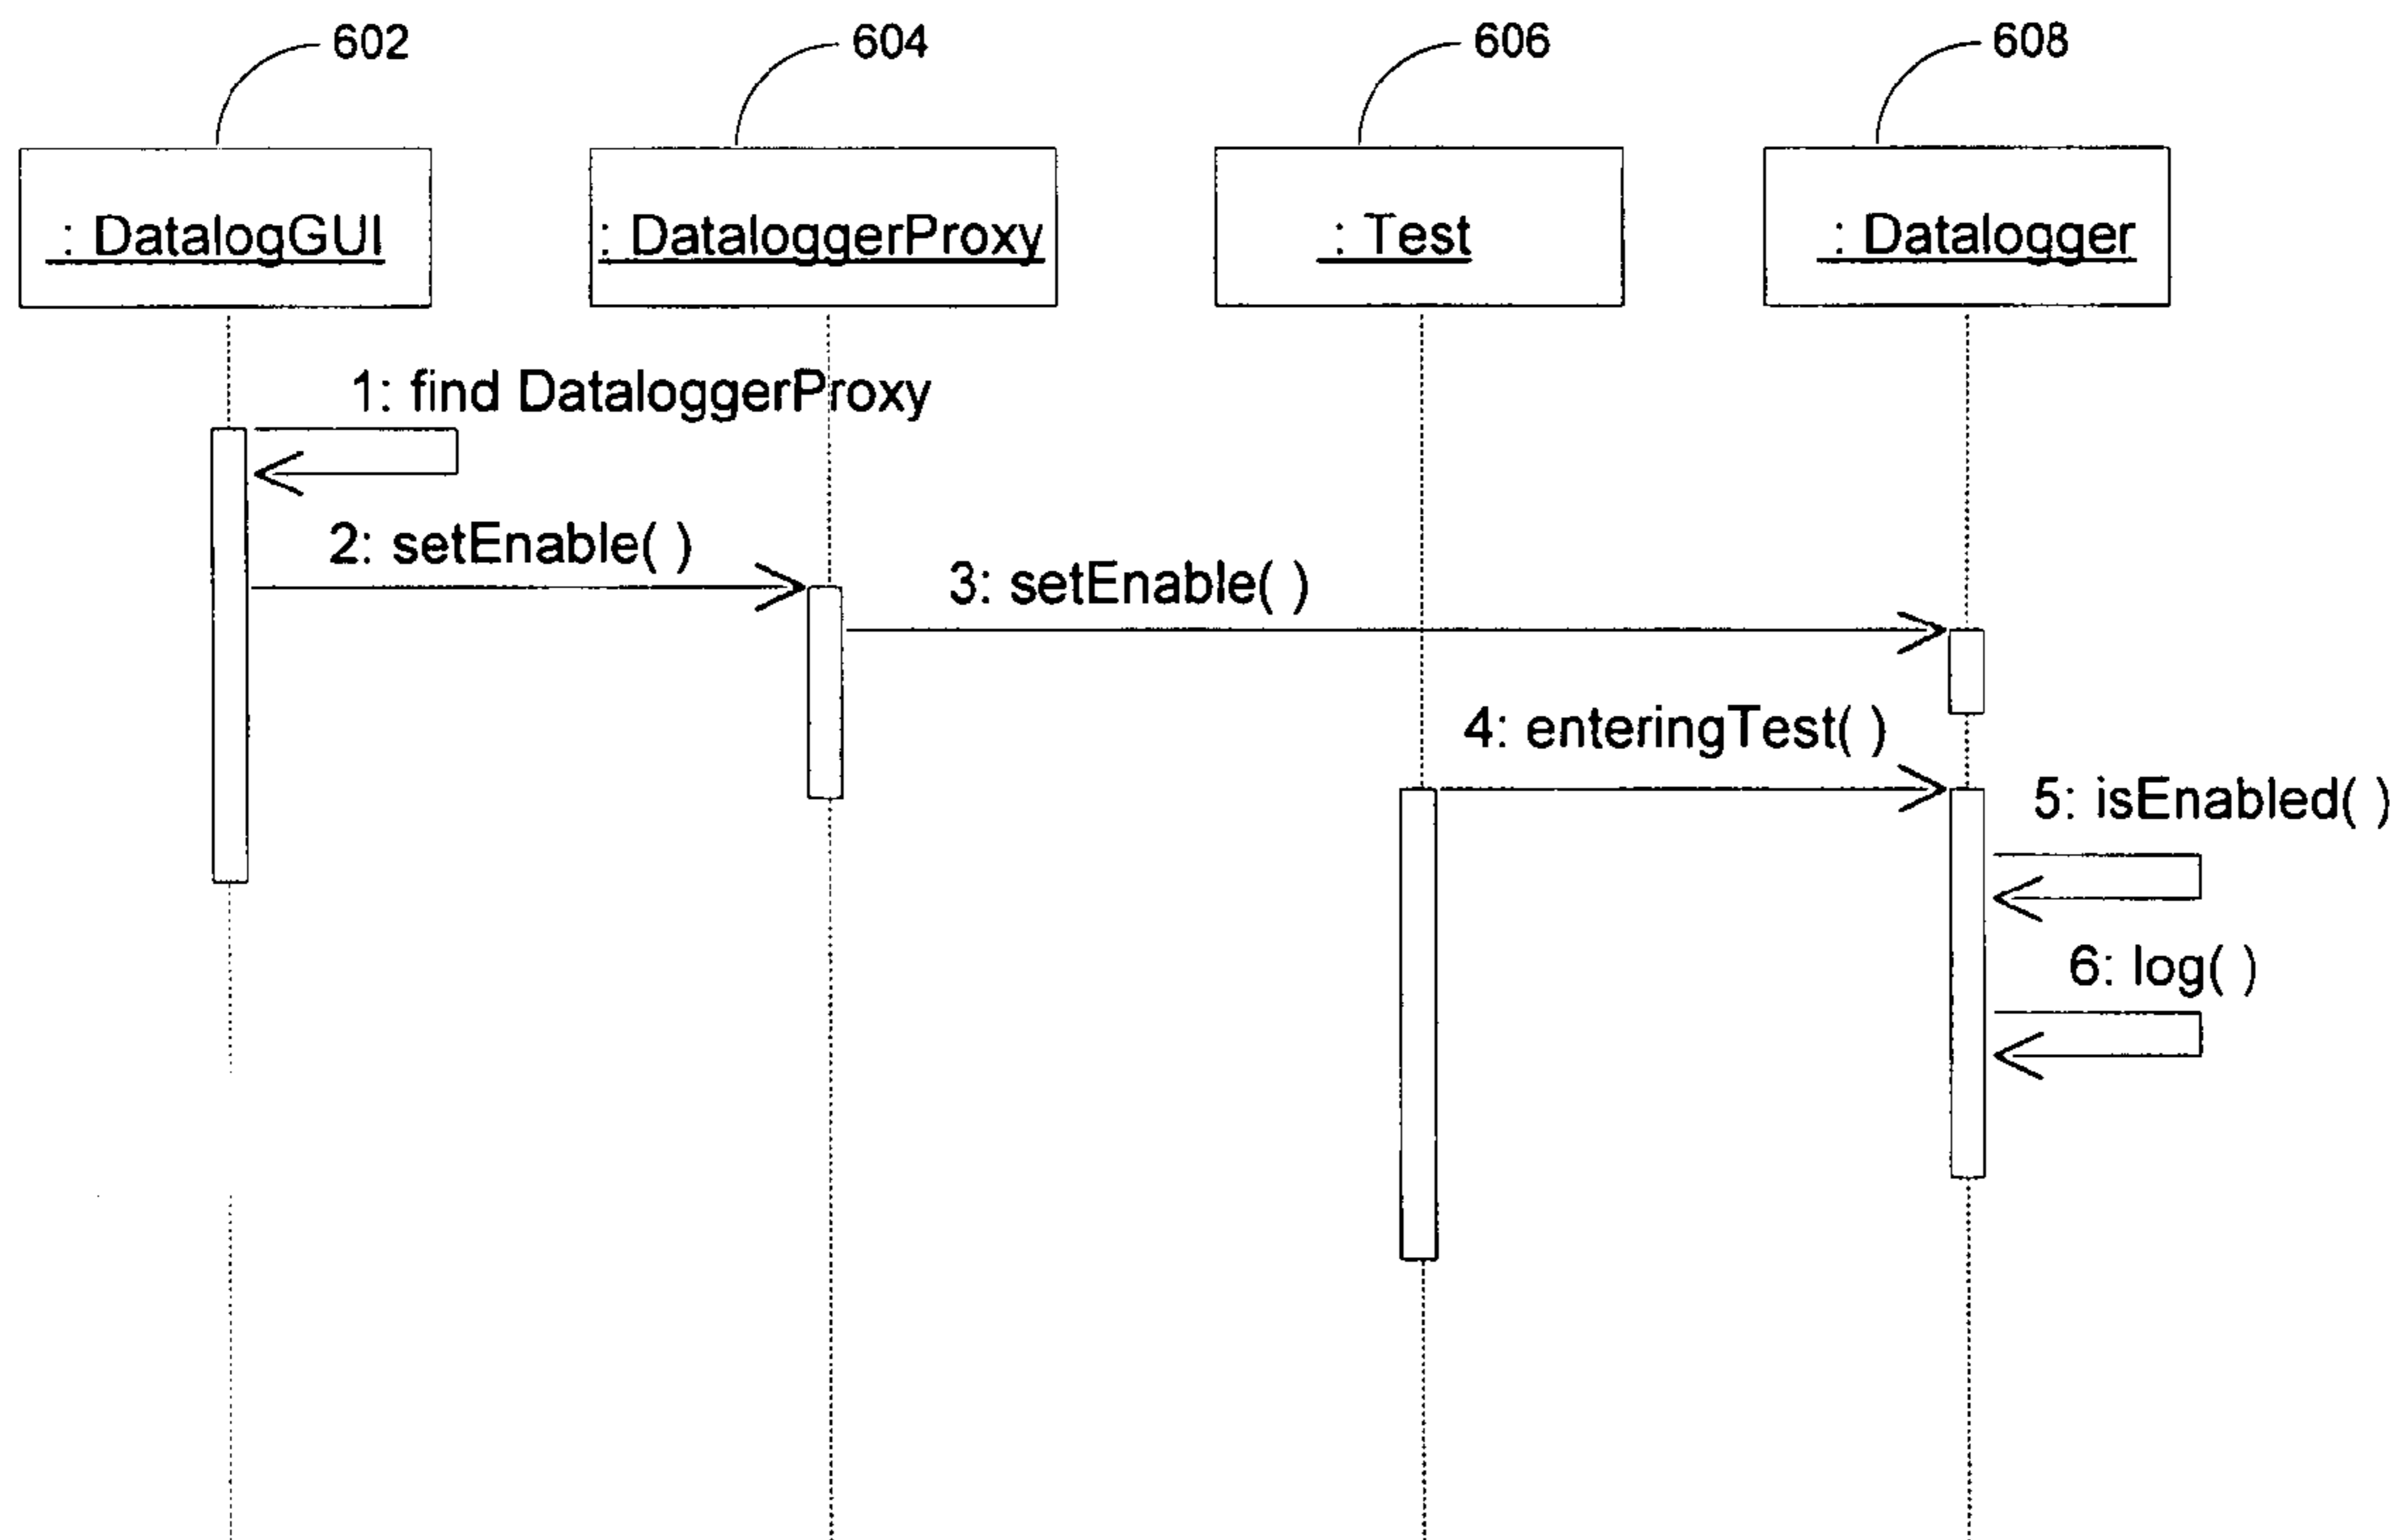 602
604
606
608
: DatalogGUI
: DataloggerProxy
: Test
: Datalogger
1: find DataloggerProxy
2: setEnable( )
3: setEnable( )
4: enteringTest( )
5: isEnabled( )
6: log( )